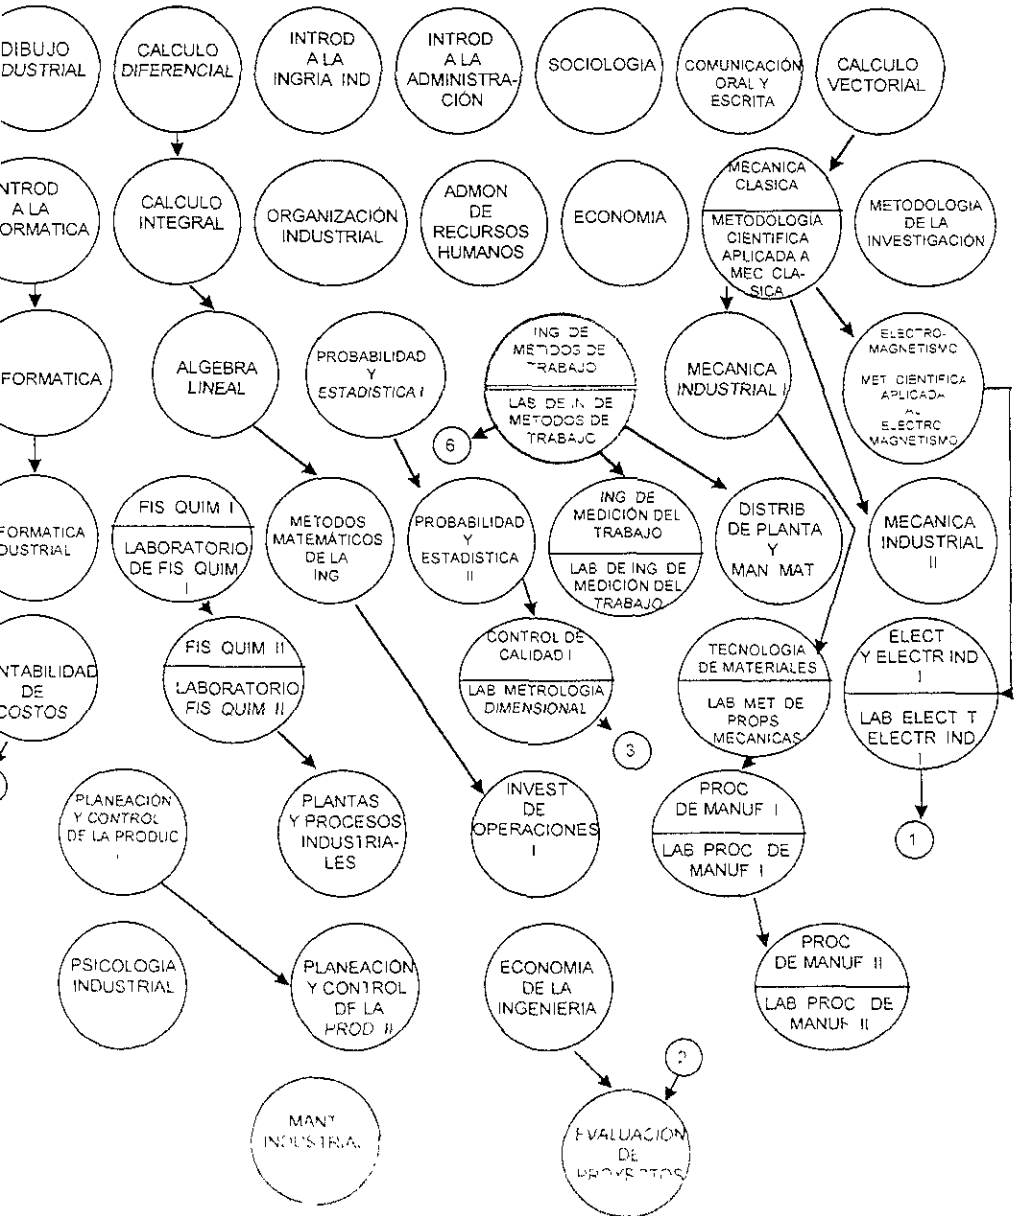 DIBUJO
DUSTRIAL
CALCULO
DIFERENCIAL
INTROD
A LA
INGRIA IND
INTROD
A LA
ADMINISTRA-
CIÓN
SOCIOLOGIA
COMUNICACIÓN
ORAL Y
ESCRITA
CALCULO
VECTORIAL
NTROD
A LA
ORMATICA
CALCULO
INTEGRAL
ORGANIZACIÓN
INDUSTRIAL
ADMON
DE
RECURSOS
HUMANOS
ECONOMIA
MECANICA
CLASICA
METODOLOGIA
CIENTIFICA
APLICADA A
MEC CLA-
SICA
METODOLOGIA
DE LA
INVESTIGACIÓN
FORMATICA
ALGEBRA
LINEAL
PROBABILIDAD
Y
ESTADISTICA I
ING DE
METODOS DE
TRABAJO
LAB DE IN DE
METODOS DE
TRABAJO
MECANICA
INDUSTRIAL I
ELECTRO-
MAGNETISMO
MET CIENTIFICA
APLICADA
AL
ELECTRO
MAGNETISMO
6
FORMATICA
DUSTRIAL
FIS QUIM I
LABORATORIO
DE FIS QUIM
I
METODOS
MATEMÁTICOS
DE LA
ING
PROBABILIDAD
Y
ESTADISTICA
II
ING DE
MEDICIÓN DEL
TRABAJO
LAB DE ING DE
MEDICIÓN DEL
TRABAJO
DISTRIB
DE PLANTA
Y
MAN MAT
MECANICA
INDUSTRIAL
II
NTABILIDAD
DE
COSTOS
FIS QUIM II
LABORATORIO
FIS QUIM II
CONTROL DE
CALIDAD I
LAB METROLOGIA
DIMENSIONAL
TECNOLOGIA
DE MATERIALES
LAB MET DE
PROPS
MECANICAS
ELECT
Y ELECTR IND
I
LAB ELECT T
ELECTR IND
I
3
PLANEACIÓN
Y CONTROL
DE LA PRODUC
I
PLANTAS
Y PROCESOS
INDUSTRIA-
LES
INVEST
DE
OPERACIONES
I
PROC
DE MANUF I
LAB PROC DE
MANUF I
1
PSICOLOGIA
INDUSTRIAL
PLANEACIÓN
Y CONTROL
DE LA
PROD II
ECONOMIA
DE LA
INGENIERIA
PROC
DE MANUF II
LAB PROC DE
MANUF II
2
MANT
INDUSTRIAL
EVALUACIÓN
DE
PROYECTOS